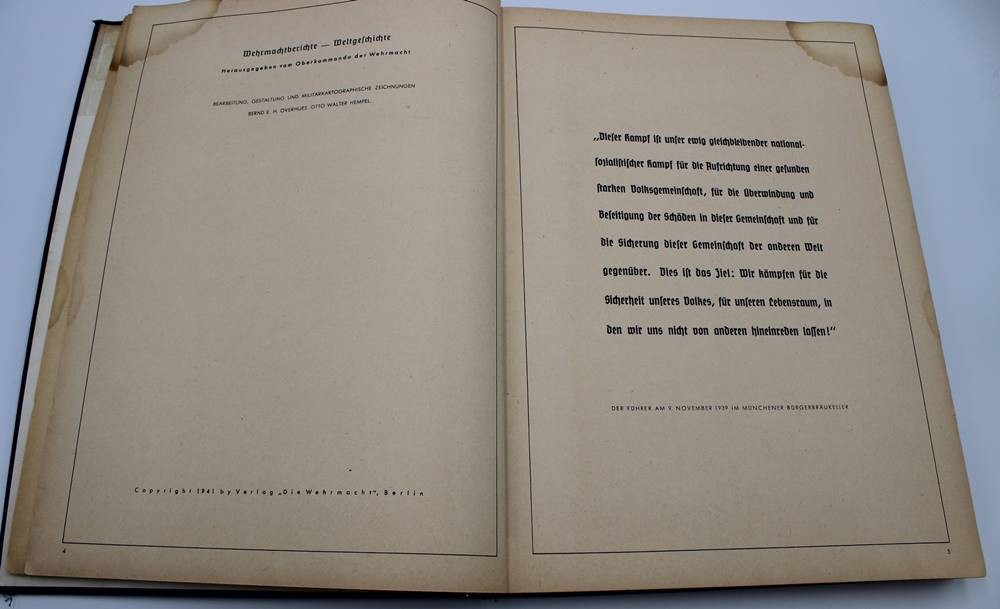 Wehrmachtberichte — Weltgeschichte
Herausgegeben vom Oberkommando der Wehrmacht
BEARBEITUNG, GESTALTUNG UND MILITÄRKARTOGRAPHISCHE ZEICHNUNGEN
BERND E. H. OVERHUES. OTTO WALTER HEMPEL.
Copyright 1941 by Verlag „Die Wehrmacht“, Berlin
4
„Dieser Kampf ist unser ewig gleichbleibender national-
sozialistischer Kampf für die Aufrichtung einer gesunden
starken Volksgemeinschaft, für die Überwindung und
Beseitigung der Schäden in dieser Gemeinschaft und für
die Sicherung dieser Gemeinschaft der anderen Welt
gegenüber. Dies ist das Ziel: Wir kämpfen für die
Sicherheit unseres Volkes, für unseren Lebensraum, in
den wir uns nicht von anderen hineinreden lassen!“
DER FÜHRER AM 9. NOVEMBER 1939 IM MÜNCHENER BÜRGERBRÄUKELLER
5